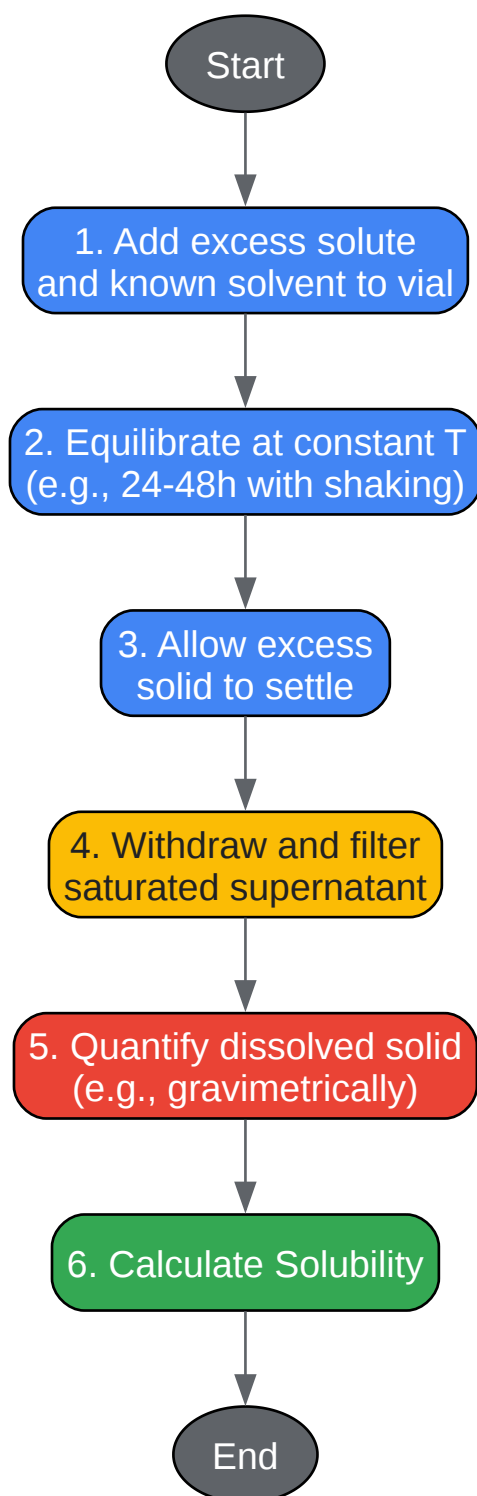 Start
1. Add excess solute
and known solvent to vial
2. Equilibrate at constant T
(e.g., 24-48h with shaking)
3. Allow excess
solid to settle
4. Withdraw and filter
saturated supernatant
5. Quantify dissolved solid
(e.g., gravimetrically)
6. Calculate Solubility
End